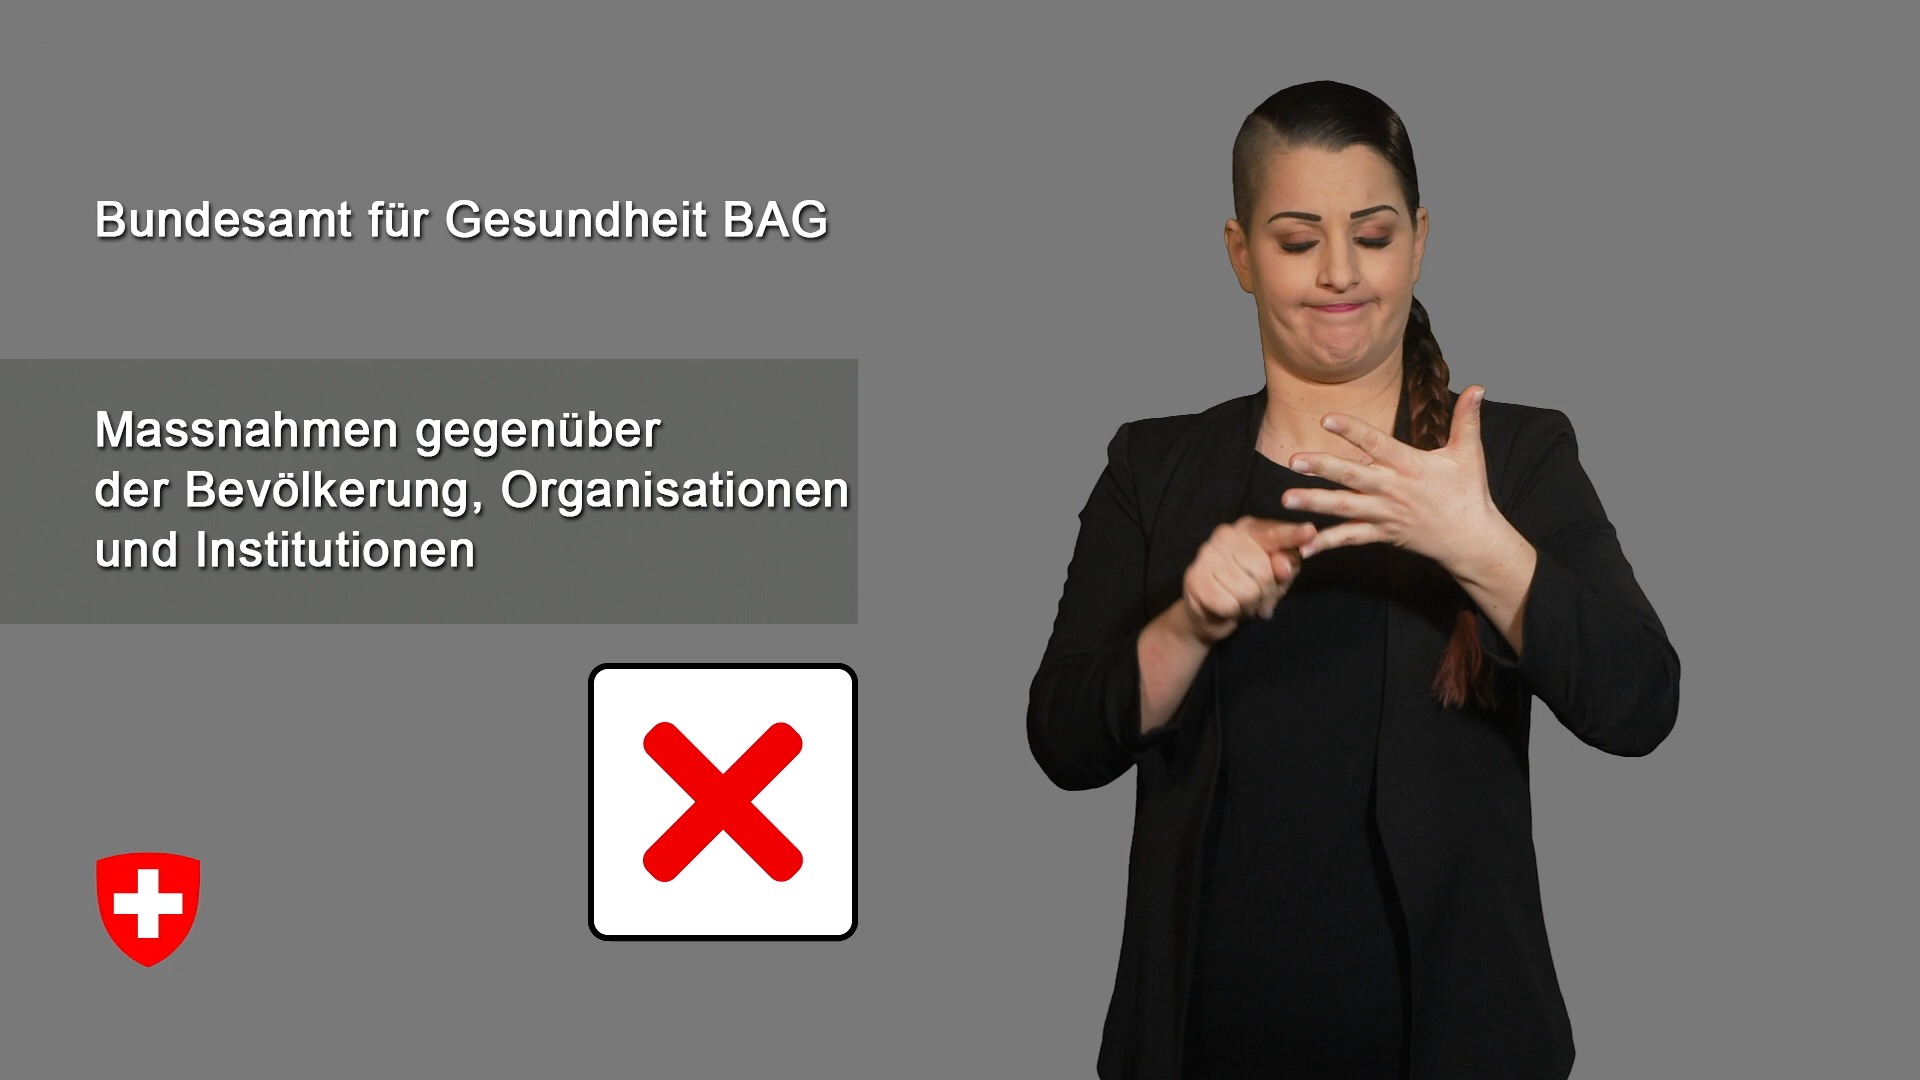 Bundesamt für Gesundheit BAG
Massnahmen gegenüber
der Bevölkerung, Organisationen
und Institutionen